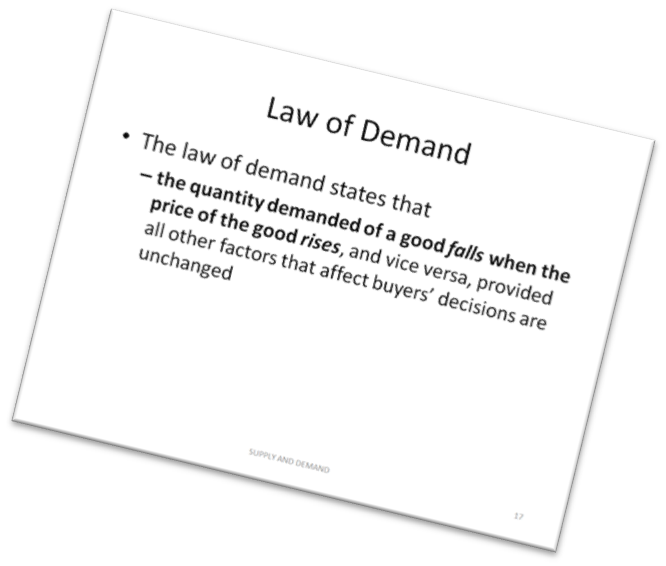 Law of Demand
• The law of demand states that
– the quantity demanded of a good falls when the
price of the good rises, and vice versa, provided
all other factors that affect buyers’ decisions are
unchanged
SUPPLY AND DEMAND
17